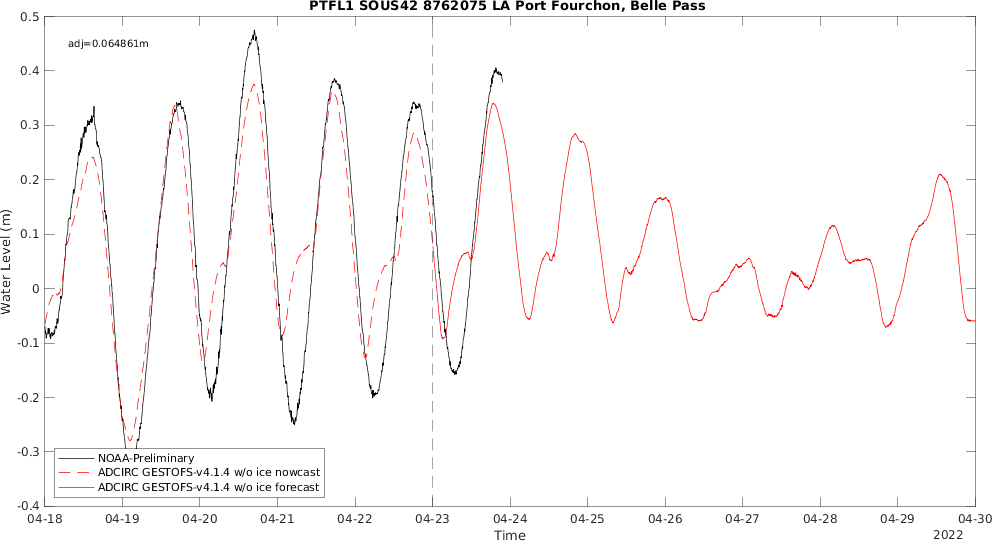 PTFL1 SOUS42 8762075 LA Port Fourchon, Belle Pass
adj=0.064861m
Water Level (m)
0.5
0.4
0.3
0.2
0.1
0
-0.1
-0.2
-0.3
-0.4
NOAA-Preliminary
ADCIRC GESTOFS-v4.1.4 w/o ice nowcast
ADCIRC GESTOFS-v4.1.4 w/o ice forecast
04-18 04-19 04-20 04-21 04-22 04-23 04-24 04-25 04-26 04-27 04-28 04-29 04-30
Time
2022